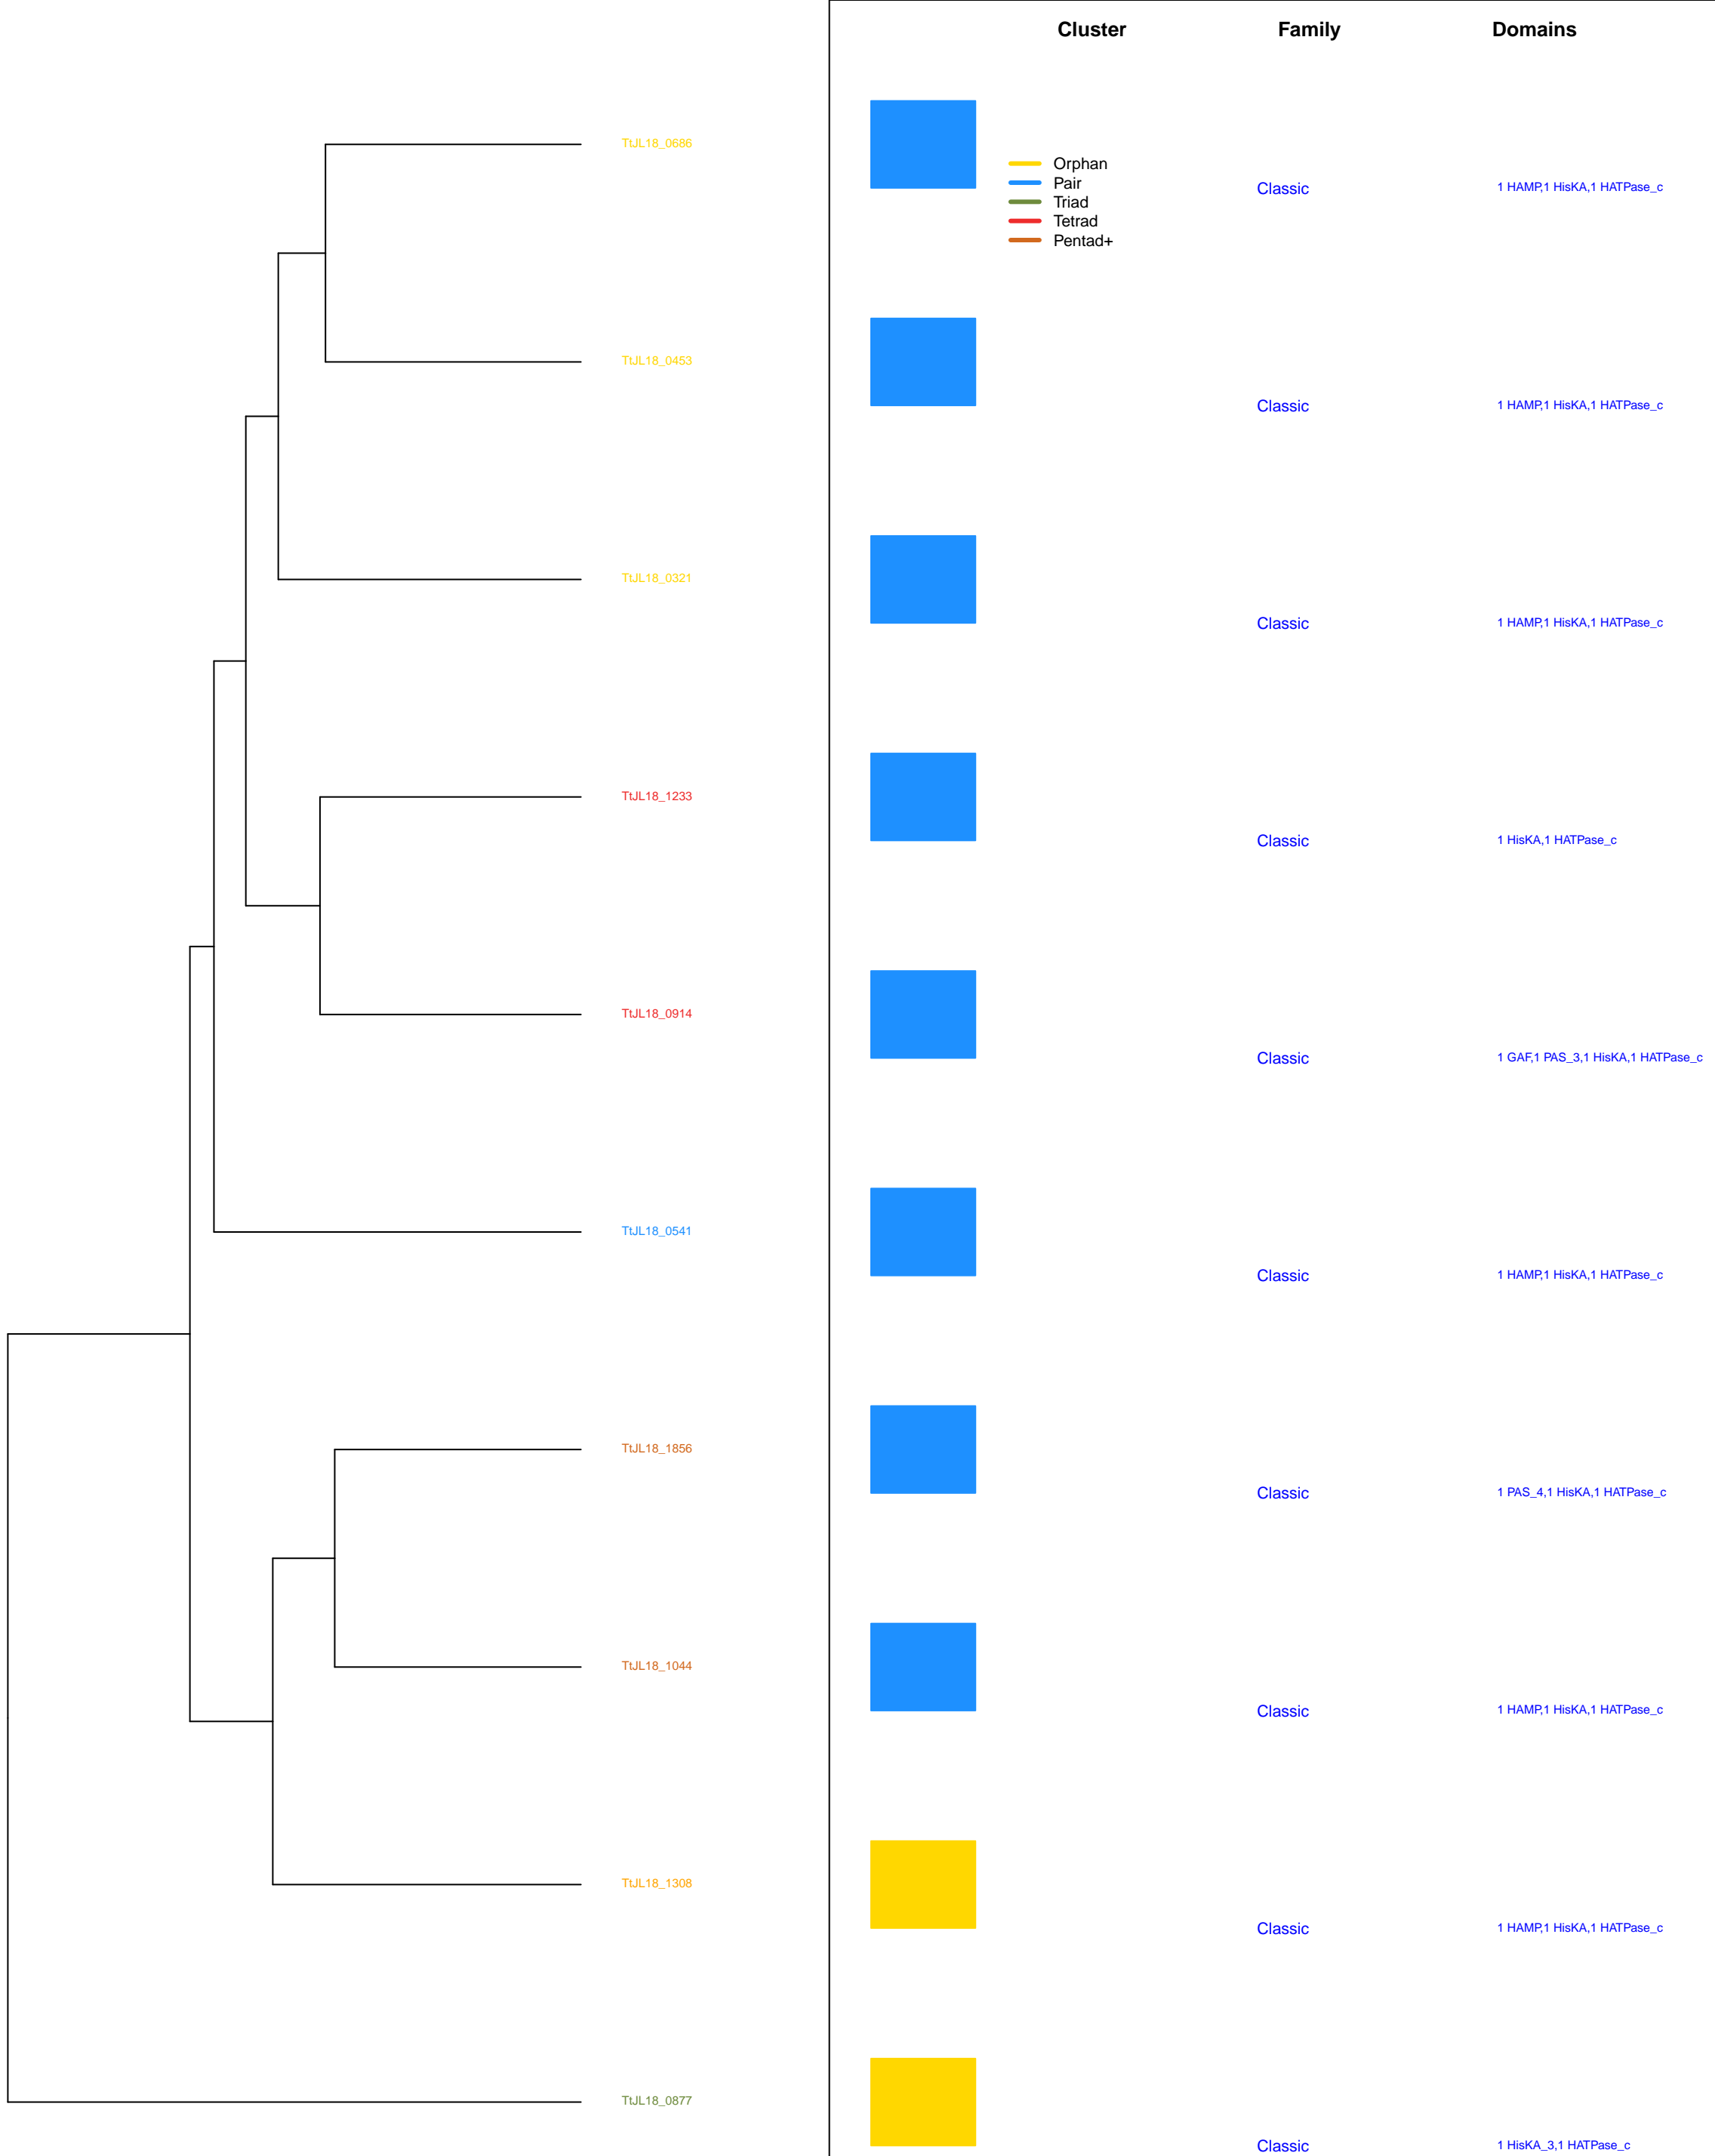 Cluster Family Domains
TtJL18_0686
Orphan
Pair
Classic 1 HAMP,1 HisKA,1 HATPase_c
Triad
Tetrad
Pentad+
TtJL18_0453
Classic 1 HAMP,1 HisKA,1 HATPase_c
TtJL18_0321
Classic 1 HAMP,1 HisKA,1 HATPase_c
TtJL18_1233
Classic 1 HisKA,1 HATPase_c
TtJL18_0914
Classic 1 GAF,1 PAS_3,1 HisKA,1 HATPase_c
TtJL18_0541
Classic 1 HAMP,1 HisKA,1 HATPase_c
TtJL18_1856
Classic 1 PAS_4,1 HisKA,1 HATPase_c
TtJL18_1044
Classic 1 HAMP,1 HisKA,1 HATPase_c
TtJL18_1308
Classic 1 HAMP,1 HisKA,1 HATPase_c
TtJL18_0877
Classic 1 HisKA_3,1 HATPase_c